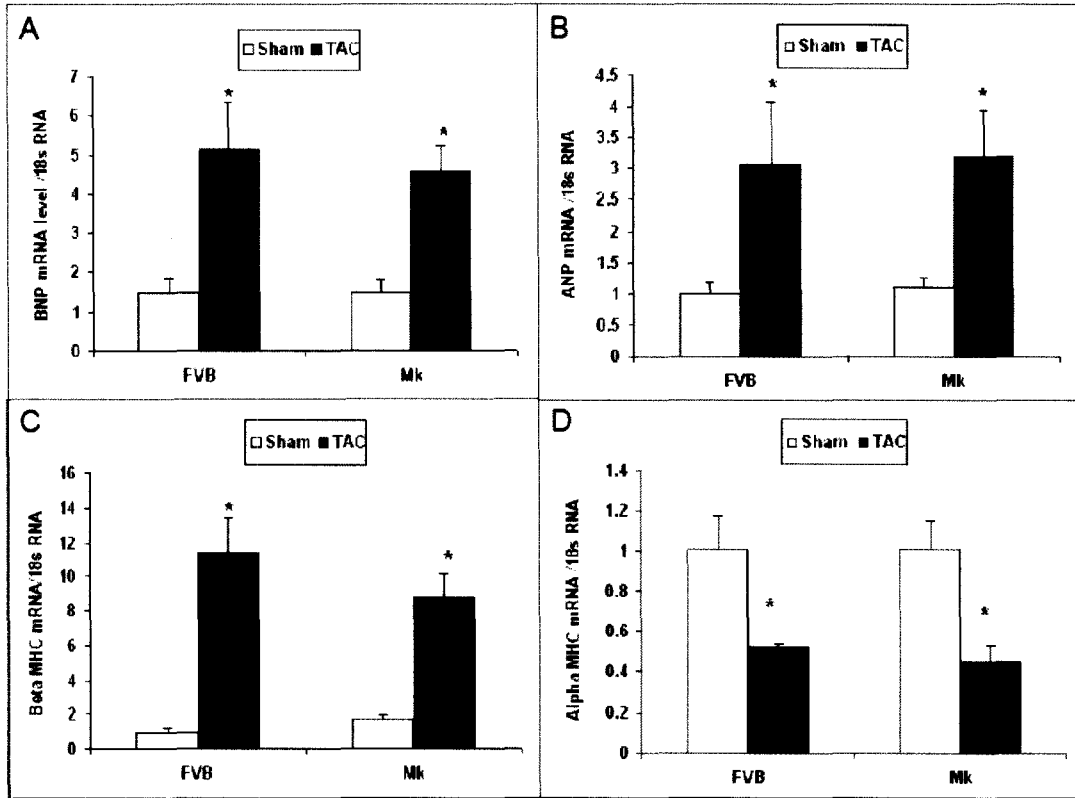 A
Sham TAC
BNP mRNA level /18s RNA
7
6
5
4
3
2
1
0
*
*
FVB Mk
B
Sham TAC
ANP mRNA /18s RNA
4.5
4
3.5
3
2.5
2
1.5
1
0.5
0
*
*
FVB Mk
C
Sham TAC
Beta MHC mRNA/18s RNA
16
14
12
10
8
6
4
2
0
*
*
FVB Mk
D
Sham TAC
Alpha MHC mRNA /18s RNA
1.4
1.2
1
0.8
0.6
0.4
0.2
0
*
*
FVB Mk